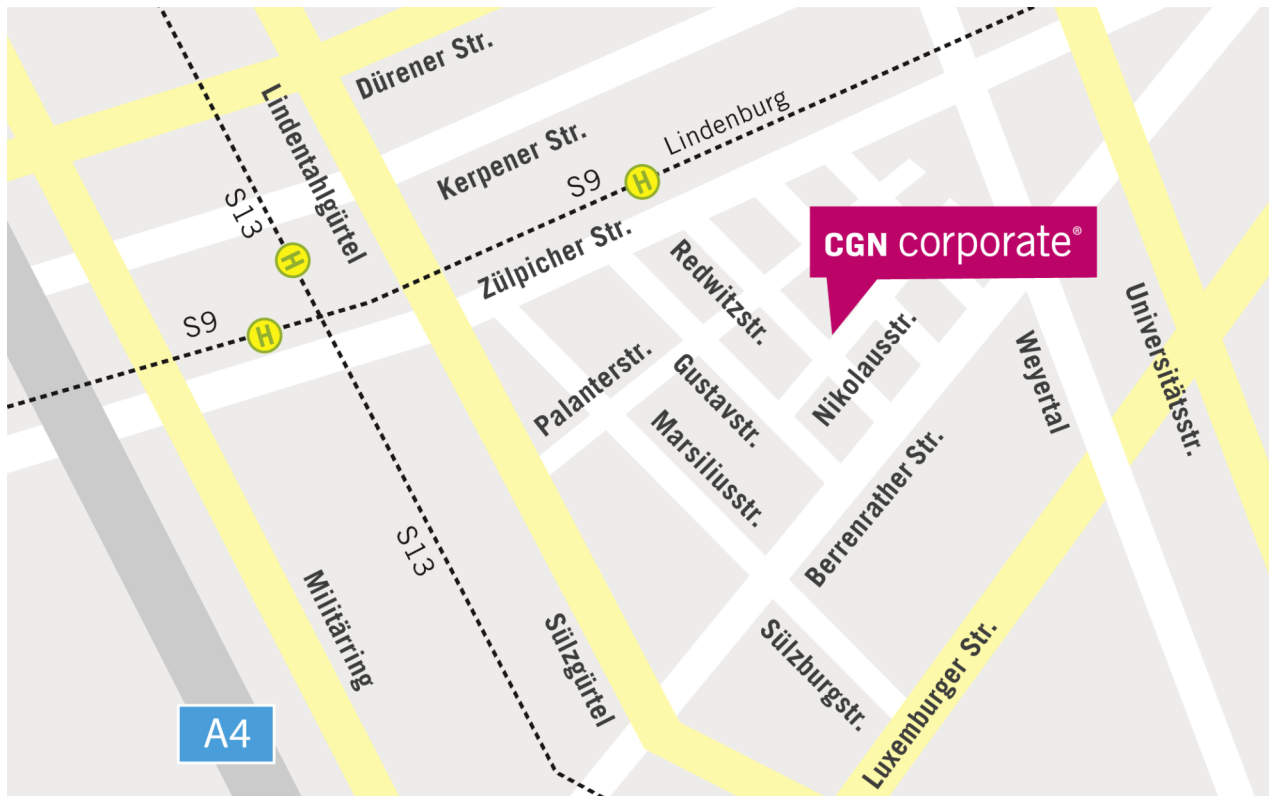 Dürener Str.
Lindentahlgürtel
Kerpener Str.
Lindenburg
S9
H
S13
H
Zülpicher Str.
Redwitzstr.
CGN corporate®
S9
H
Universitätsstr.
Nikolausstr.
Weyertal
Palanterstr.
Gustavstr.
Marsiliusstr.
Berrenrather Str.
S13
Militärring
Sülzgürtel
Sülzburgstr.
Luxemburger Str.
A4